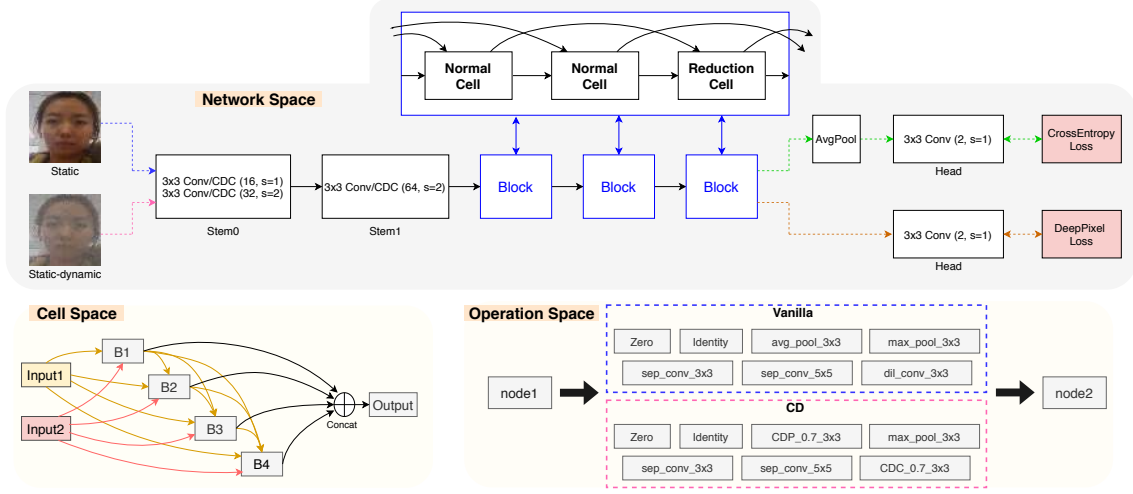 Network Space
Normal
Cell
Normal
Cell
Reduction
Cell
Static
Static-dynamic
3x3 Conv/CDC (16, s=1)
3x3 Conv/CDC (32, s=2)
Stem0
3x3 Conv/CDC (64, s=2)
Stem1
Block
Block
Block
AvgPool
3x3 Conv (2, s=1)
Head
CrossEntropy
Loss
3x3 Conv (2, s=1)
Head
DeepPixel
Loss
Cell Space
Input1
Input2
B1
B2
B3
B4
Concat
Output
Operation Space
node1
Vanilla
Zero
Identity
avg_pool_3x3
max_pool_3x3
sep_conv_3x3
sep_conv_5x5
dil_conv_3x3
CD
Zero
Identity
CDP_0.7_3x3
max_pool_3x3
sep_conv_3x3
sep_conv_5x5
CDC_0.7_3x3
node2